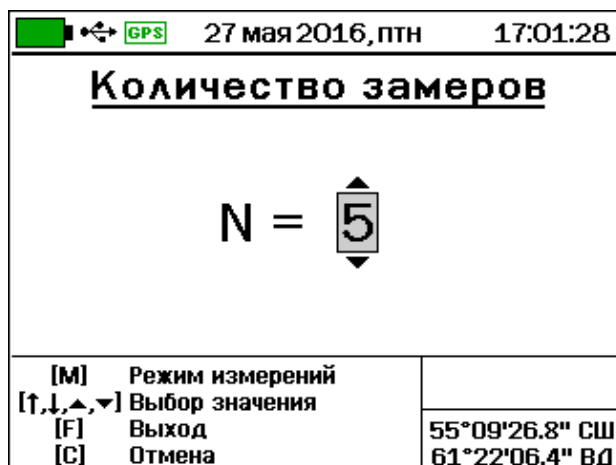 GPS 27 мая 2016, птн 17:01:28
Количество замеров
N = 5
[M] Режим измерений
[↑,↓,▲,▼] Выбор значения
[F] Выход
[C] Отмена
55°09'26.8" СШ
61°22'06.4" ВД